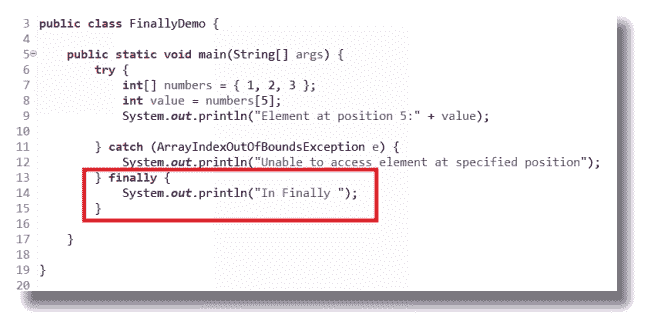 3 public class FinallyDemo {
4
5    public static void main(String[] args) {
6        try {
7            int[] numbers = { 1, 2, 3 };
8            int value = numbers[5];
9            System.out.println("Element at position 5:" + value);
10
11        } catch (ArrayIndexOutOfBoundsException e) {
12            System.out.println("Unable to access element at specified position");
13        } finally {
14            System.out.println("In Finally ");
15        }
16
17    }
18
19 }
20